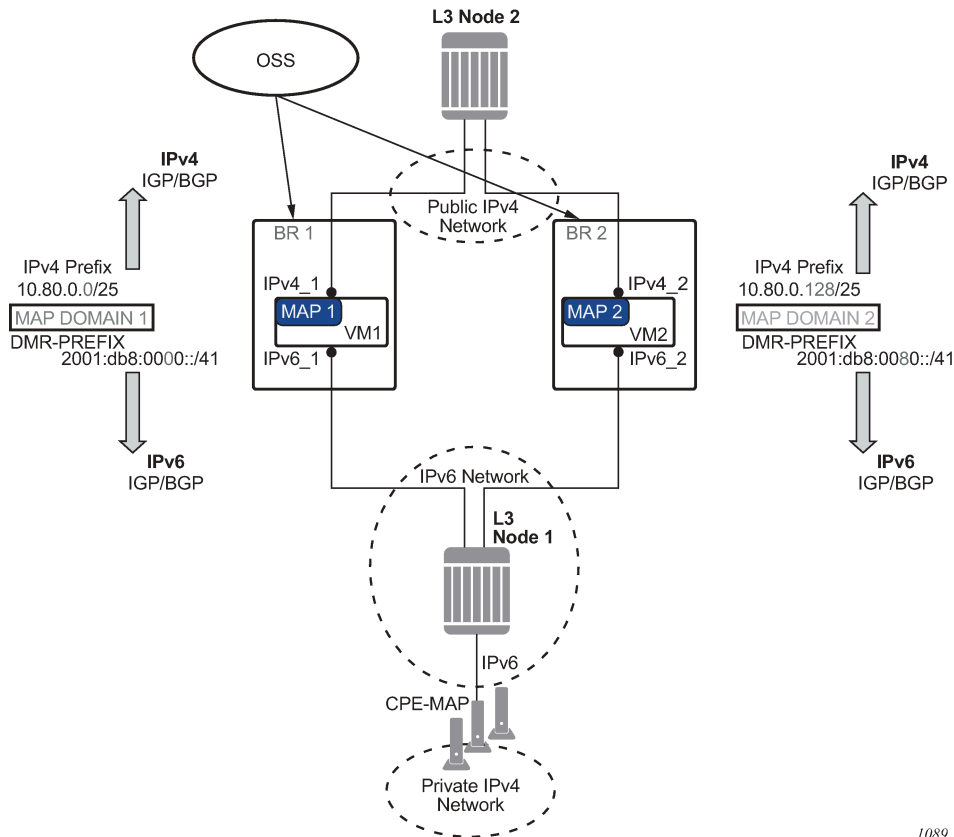 L3 Node 2
OSS
IPv4
IGP/BGP
IPv4
IGP/BGP
Public IPv4
Network
BR 1
BR 2
IPv4 Prefix
10.80.0.0/25
MAP DOMAIN 1
DMR-PREFIX
2001:db8:0000::/41
IPv4_1
MAP 1
VM1
IPv6_1
IPv4_2
MAP 2
VM2
IPv6_2
IPv4 Prefix
10.80.0.128/25
MAP DOMAIN 2
DMR-PREFIX
2001:db8:0080::/41
IPv6
IGP/BGP
IPv6
IGP/BGP
IPv6 Network
L3
Node 1
IPv6
CPE-MAP
Private IPv4
Network
1089